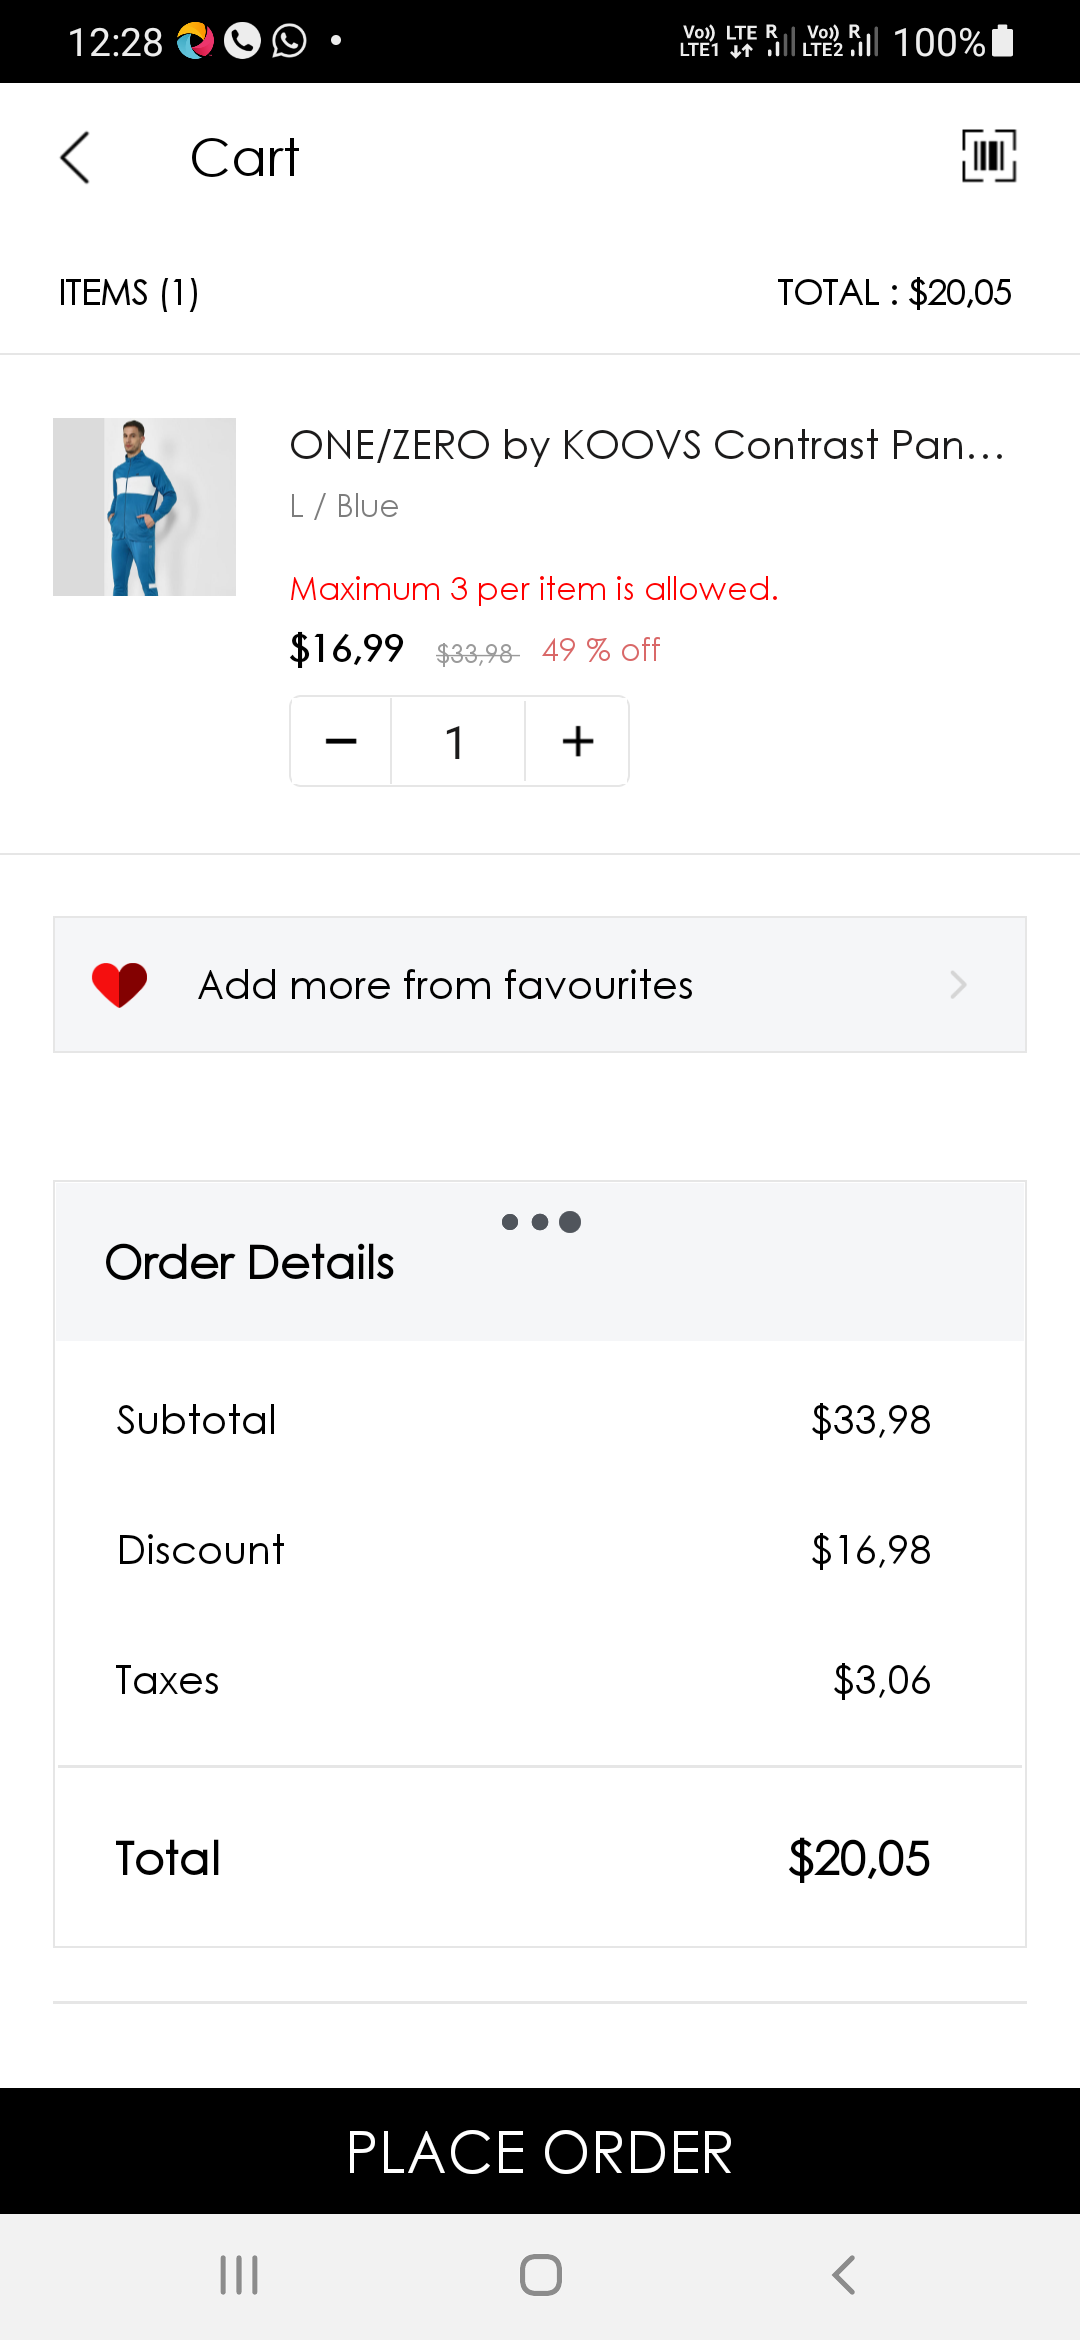 12:28
Vo)) LTE R Vo)) R 100%
LTE1 LTE2
Cart
ITEMS (1) TOTAL : $20,05
ONE/ZERO by KOOVS Contrast Pan...
L / Blue
Maximum 3 per item is allowed.
$16,99 $33,98 49 % off
1
Add more from favourites
Order Details
Subtotal $33,98
Discount $16,98
Taxes $3,06
Total $20,05
PLACE ORDER